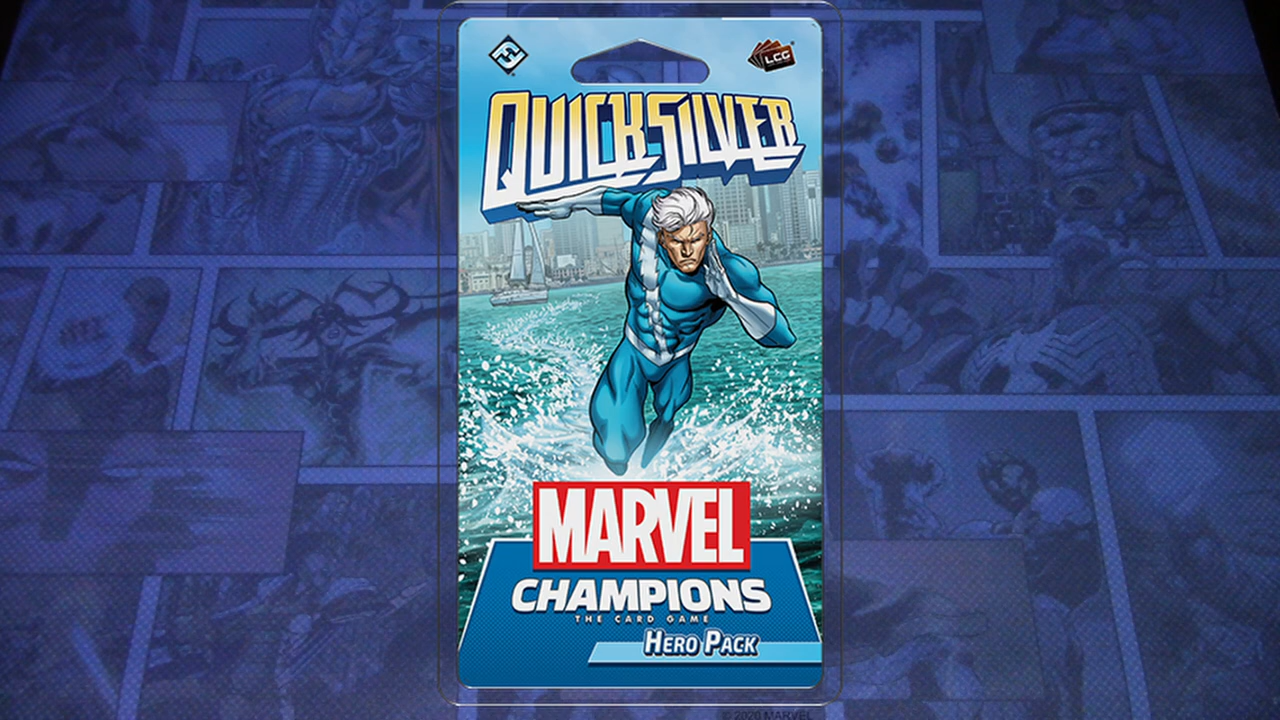 LCG
QUICKSILVER
MARVEL
CHAMPIONS
THE CARD GAME
HERO PACK
© 2020 MARVEL